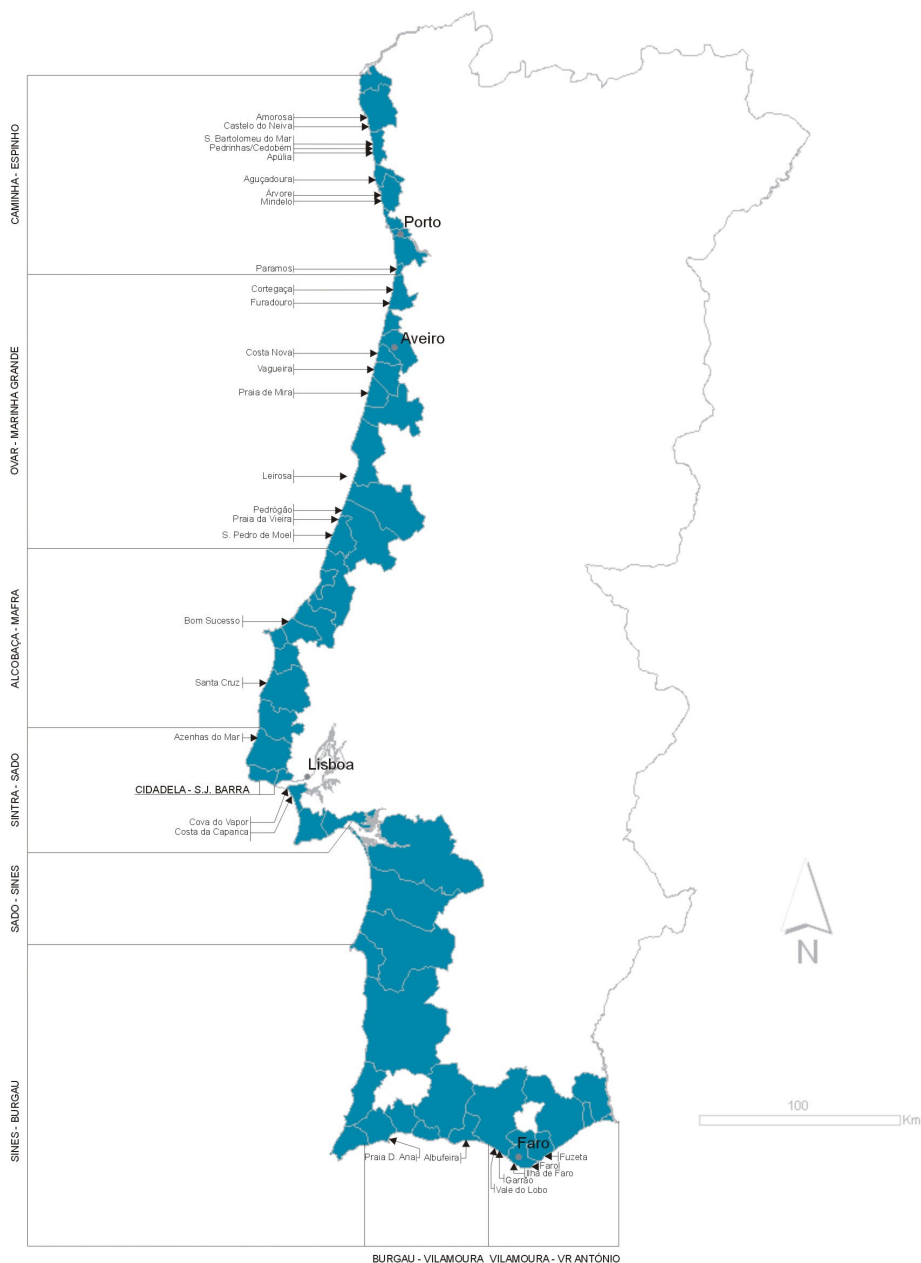 CAMINHA - ESPINHO
Amorosa
Castelo do Neiva
S. Bartolomeu do Mar
Pedrinhas/Cedobém
Apúlia
Aguçadoura
Árvore
Mindelo
Porto
Paramos
OVAR - MARINHA GRANDE
Cortegaça
Furadouro
Aveiro
Costa Nova
Vagueira
Praia de Mira
Leirosa
Pedrógão
Praia da Vieira
S. Pedro de Moel
ALCOBAÇA - MAFRA
Bom Sucesso
Santa Cruz
SINTRA - SADO
Azenhas do Mar
Lisboa
CIDADELA - S.J. BARRA
Cova do Vapor
Costa da Caparica
SADO - SINES
N
SINES - BURGAU
100
Km
Faro
Praia D. Ana
Albufeira
Fuzeta
Faro
Ilha de Faro
Garrão
Vale do Lobo
BURGAU - VILAMOURA
VILAMOURA - VR ANTÓNIO